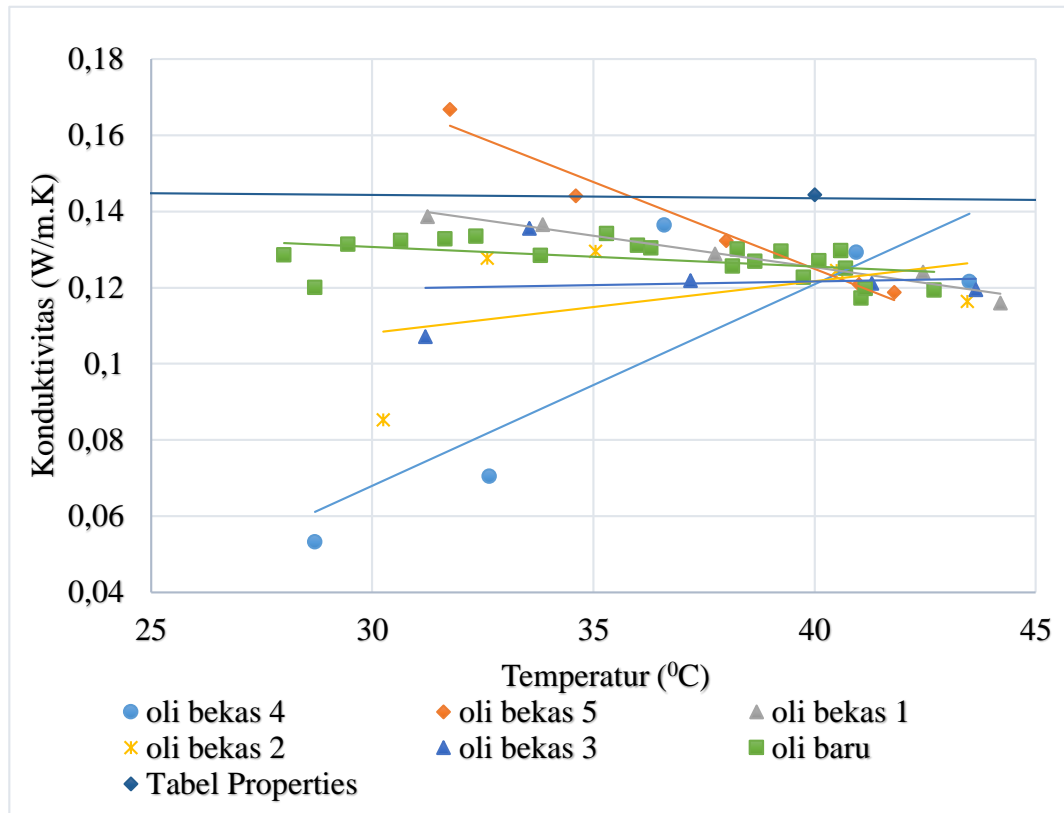 Konduktivitas (W/m.K)
0,18
0,16
0,14
0,12
0,1
0,08
0,06
0,04
25 30 35 40 45
Temperatur (⁰C)
oli bekas 4 oli bekas 5 oli bekas 1
oli bekas 2 oli bekas 3 oli baru
Tabel Properties